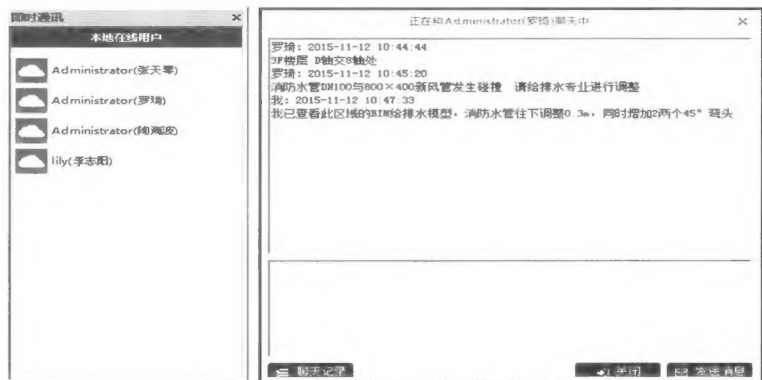 即时通讯
本地在线用户
Administrator(张天琴)
Administrator(罗琦)
Administrator(陶海波)
lily(李志阳)
正在和Administrator(罗琦)聊天中
罗琦: 2015-11-12 10:44:44
3F楼层 D轴交8轴处
罗琦: 2015-11-12 10:45:20
消防水管DN100与800×400新风管发生碰撞 请给排水专业进行调整
我: 2015-11-12 10:47:33
我已查看此区域的BIM给排水模型, 消防水管往下调整0.3m, 同时增加2两个45° 弯头
聊天记录
关闭
发送消息